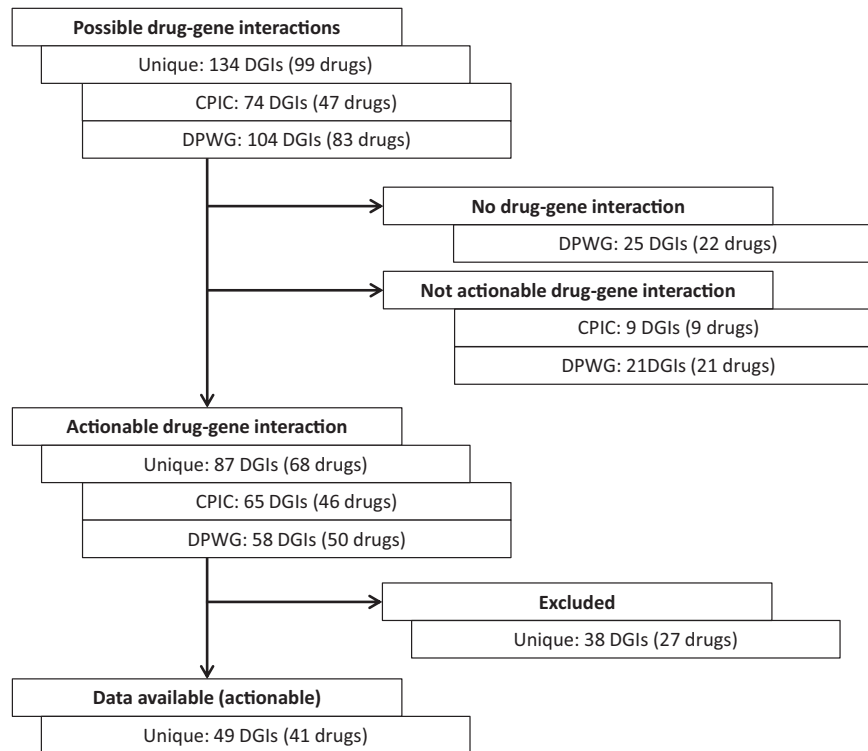 Possible drug-gene interactions
Unique: 134 DGIs (99 drugs)
CPIC: 74 DGIs (47 drugs)
DPWG: 104 DGIs (83 drugs)
No drug-gene interaction
DPWG: 25 DGIs (22 drugs)
Not actionable drug-gene interaction
CPIC: 9 DGIs (9 drugs)
DPWG: 21DGIs (21 drugs)
Actionable drug-gene interaction
Unique: 87 DGIs (68 drugs)
CPIC: 65 DGIs (46 drugs)
DPWG: 58 DGIs (50 drugs)
Excluded
Unique: 38 DGIs (27 drugs)
Data available (actionable)
Unique: 49 DGIs (41 drugs)